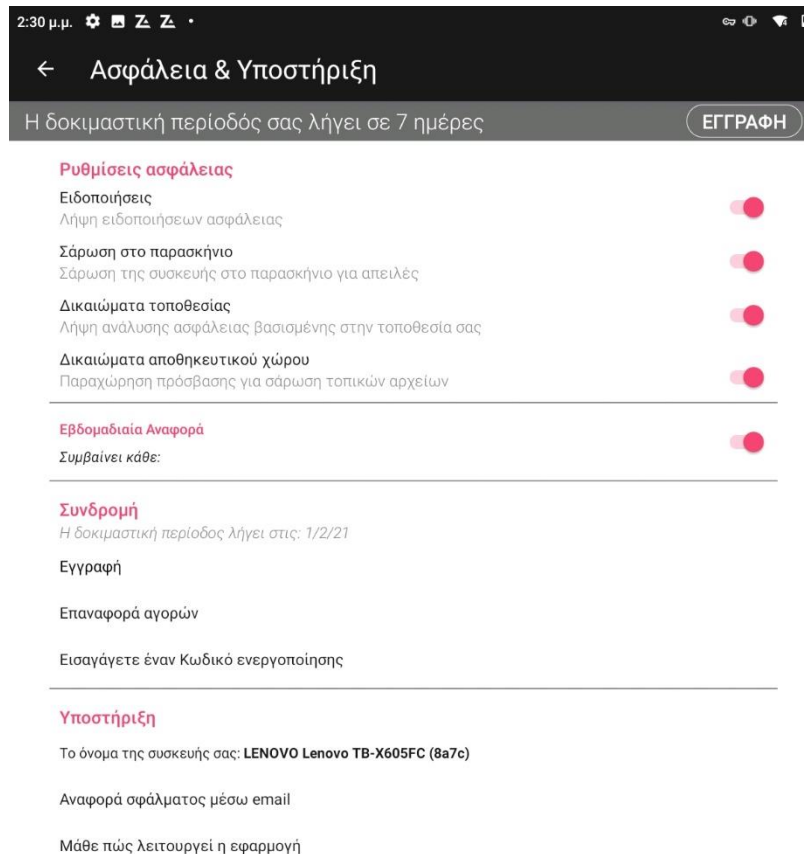 2:30 μ.μ.
Ασφάλεια & Υποστήριξη
Η δοκιμαστική περίοδός σας λήγει σε 7 ημέρες
ΕΓΓΡΑΦΗ
Ρυθμίσεις ασφάλειας
Ειδοποιήσεις
Λήψη ειδοποιήσεων ασφάλειας
Σάρωση στο παρασκήνιο
Σάρωση της συσκευής στο παρασκήνιο για απειλές
Δικαιώματα τοποθεσίας
Λήψη ανάλυσης ασφάλειας βασισμένης στην τοποθεσία σας
Δικαιώματα αποθηκευτικού χώρου
Παραχώρηση πρόσβασης για σάρωση τοπικών αρχείων
Εβδομαδιαία Αναφορά
Συμβαίνει κάθε:
Συνδρομή
Η δοκιμαστική περίοδος λήγει στις: 1/2/21
Εγγραφή
Επαναφορά αγορών
Εισαγάγετε έναν Κωδικό ενεργοποίησης
Υποστήριξη
Το όνομα της συσκευής σας: LENOVO Lenovo TB-X605FC (8a7c)
Αναφορά σφάλματος μέσω email
Μάθε πώς λειτουργεί η εφαρμογή